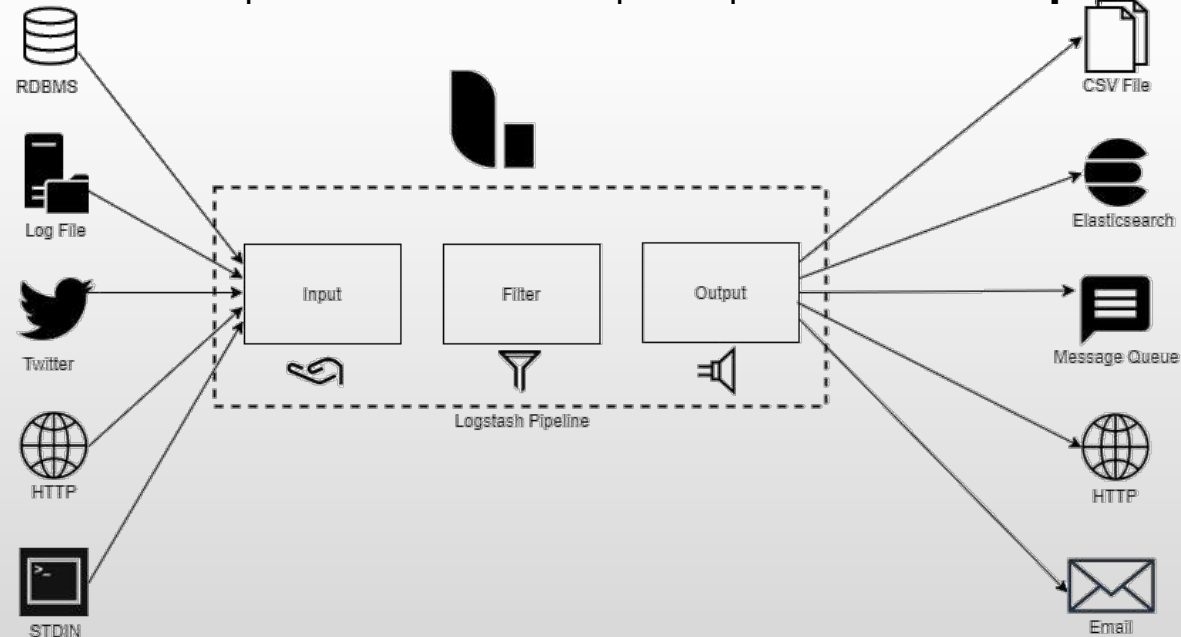 RDBMS
Log File
Twitter
HTTP
STDIN
Input
Filter
Output
Logstash Pipeline
CSV File
Elasticsearch
Message Queue
HTTP
Email